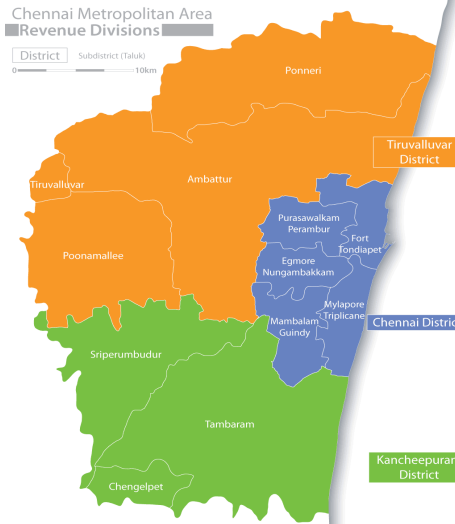 Chennai Metropolitan Area
Revenue Divisions
District
Subdistrict (Taluk)
0
10km
Ponneri
Tiruvalluvar
District
Ambattur
Tiruvalluvar
Purasawalkam
Perambur
Fort
Tondiapet
Poonamallee
Egmore
Nungambakkam
Mylapore
Triplicane
Mambalam
Guindy
Chennai Distric
Sriperumbudur
Tambaram
Kancheepuram
District
Chengelpet